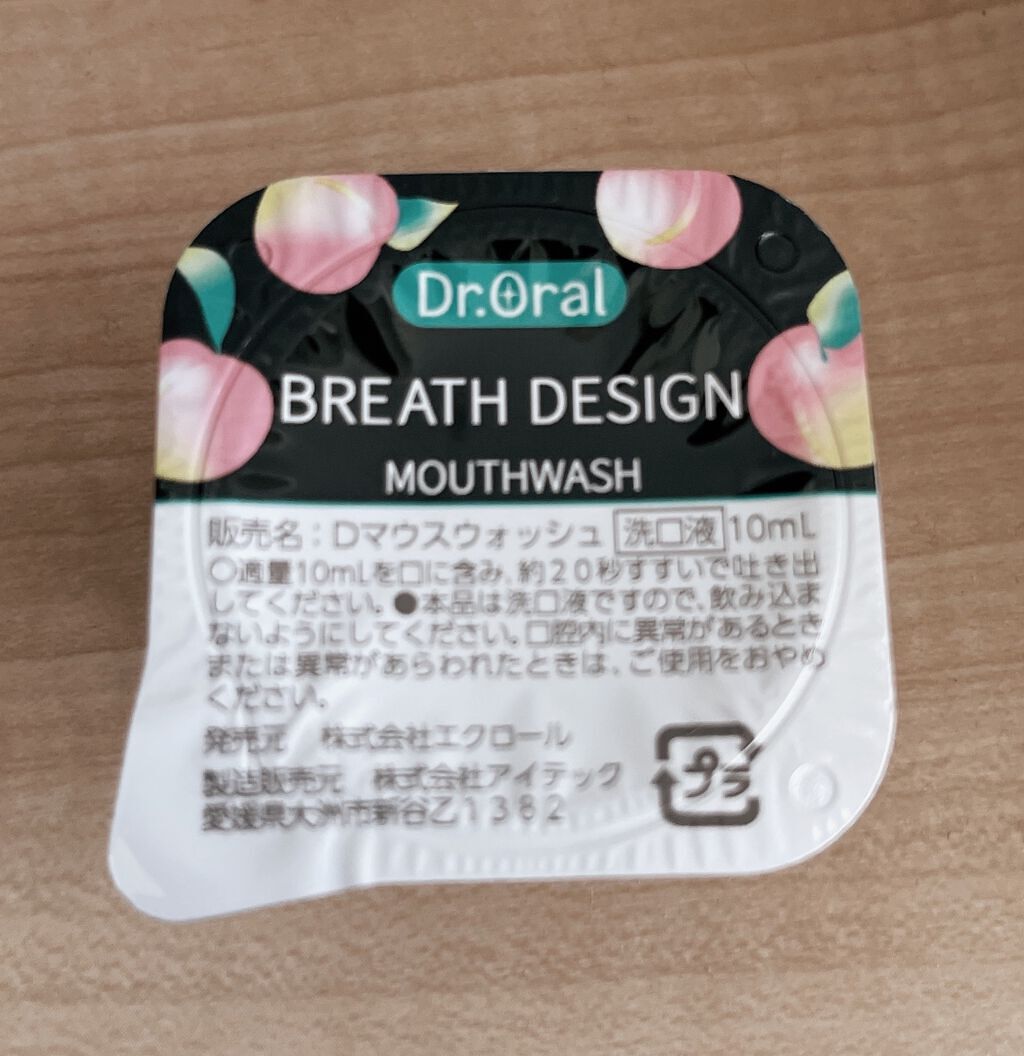 Dr.Oral
BREATH DESIGN
MOUTHWASH
販売名：Dマウスウォッシュ 洗口液 10mL
〇適量10mLを口に含み、約20秒すすいで吐き出
してください。●本品は洗口液ですので、飲み込ま
ないようにしてください。口腔内に異常があるとき
または異常があらわれたときは、ご使用をおやめ
ください。
発売元 株式会社エクロール
製造販売元 株式会社アイテック
愛媛県大洲市新谷乙1382
プラ